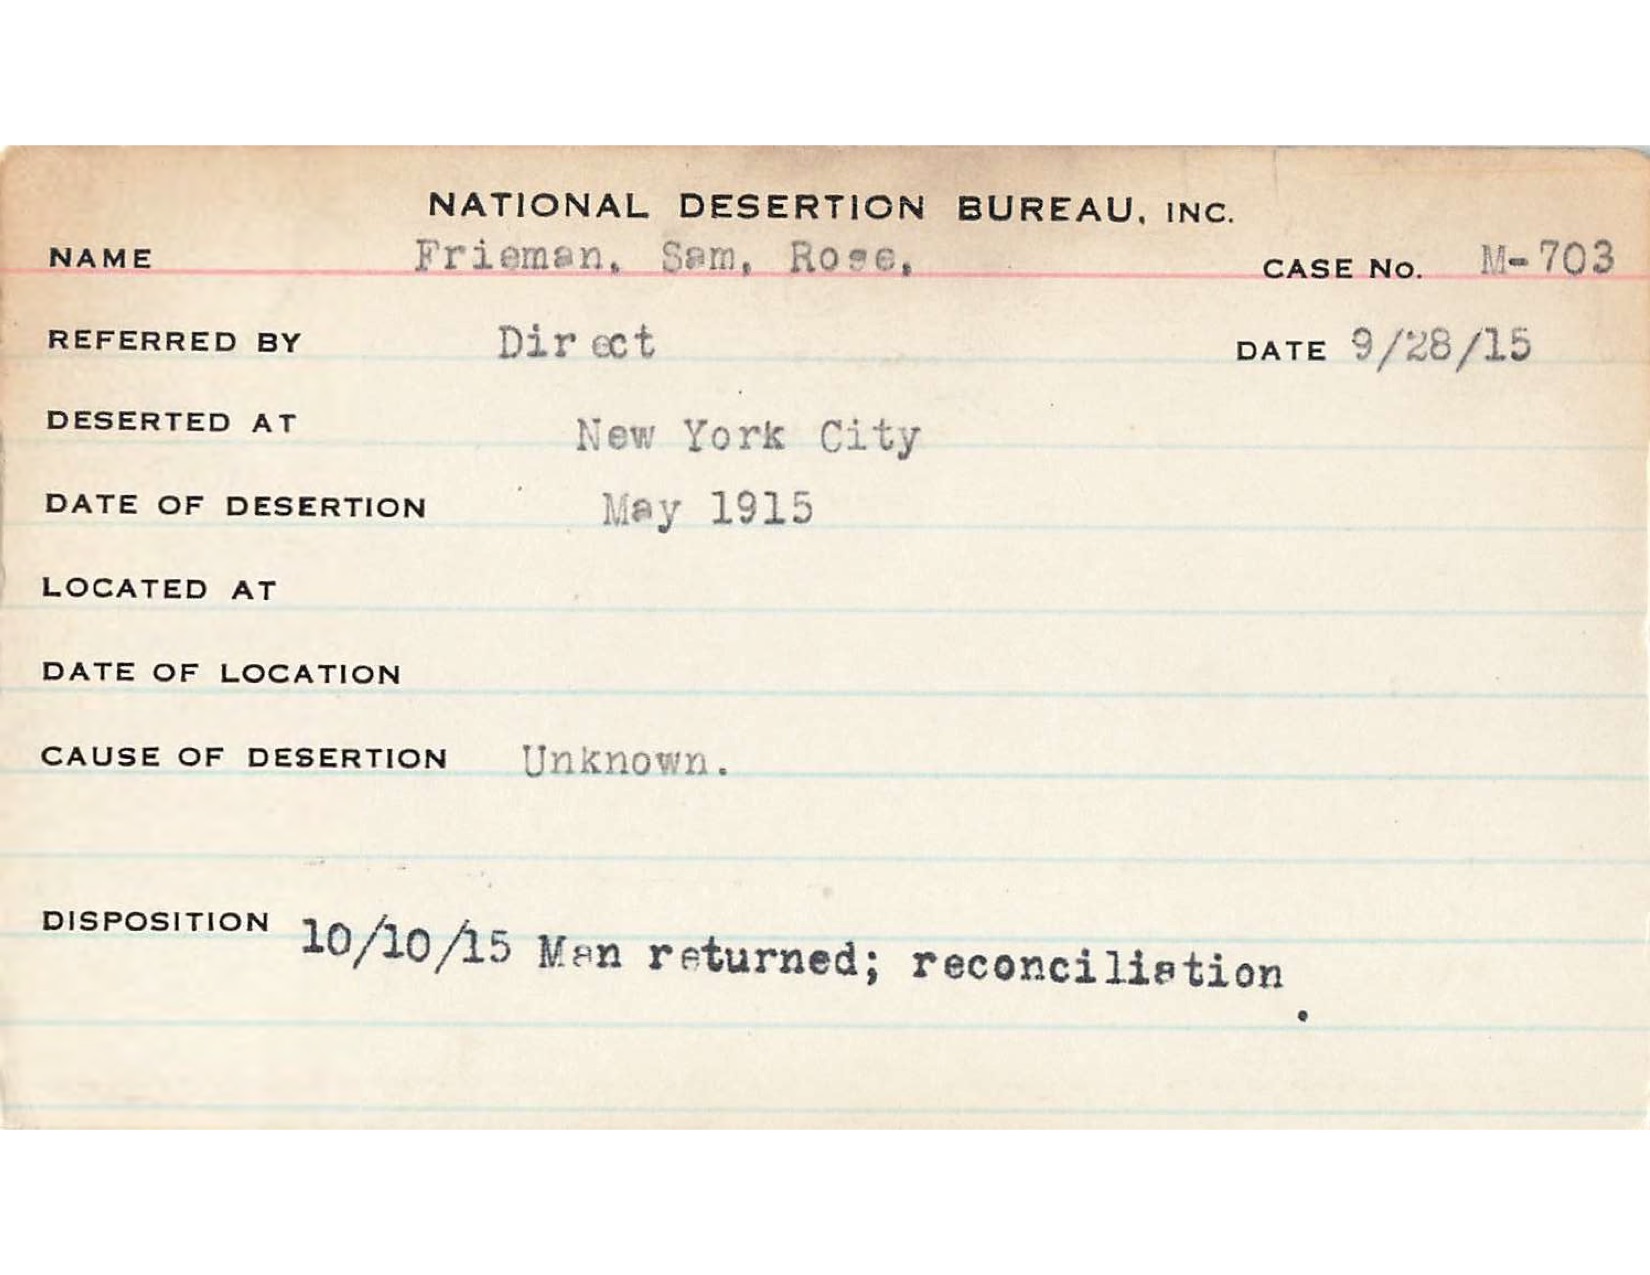 NATIONAL DESERTION BUREAU, INC.
NAME Frieman, Sam, Rose, CASE No. M-703
REFERRED BY Direct DATE 9/28/15
DESERTED AT New York City
DATE OF DESERTION May 1915
LOCATED AT
DATE OF LOCATION
CAUSE OF DESERTION Unknown.
DISPOSITION 10/10/15 Man returned; reconciliation.